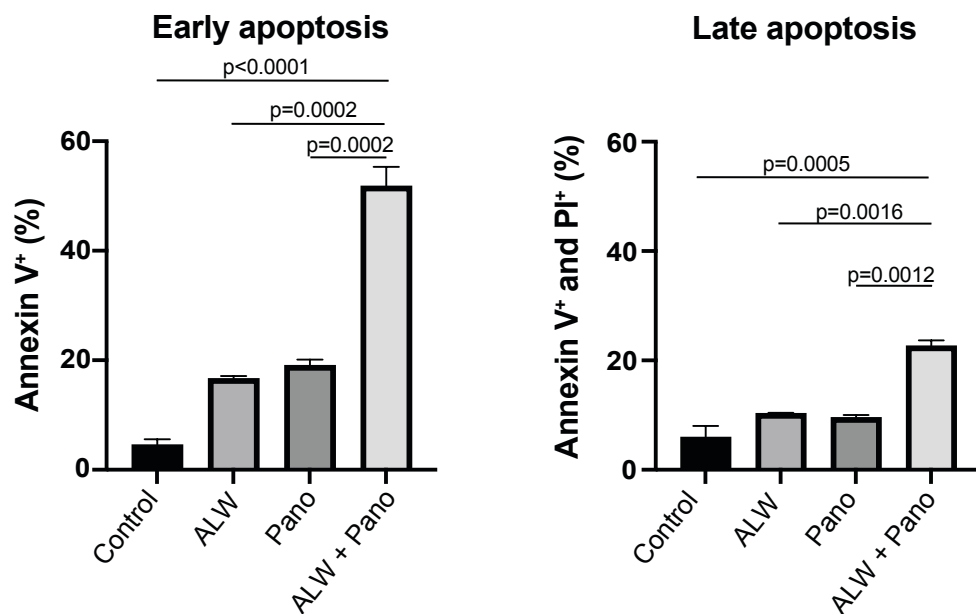 Early apoptosis
p<0.0001
p=0.0002
p=0.0002
60
40
20
0
Annexin V⁺ (%)
Control
ALW
Pano
ALW + Pano
Late apoptosis
p=0.0005
p=0.0016
p=0.0012
60
40
20
0
Annexin V⁺ and PI⁺ (%)
Control
ALW
Pano
ALW + Pano